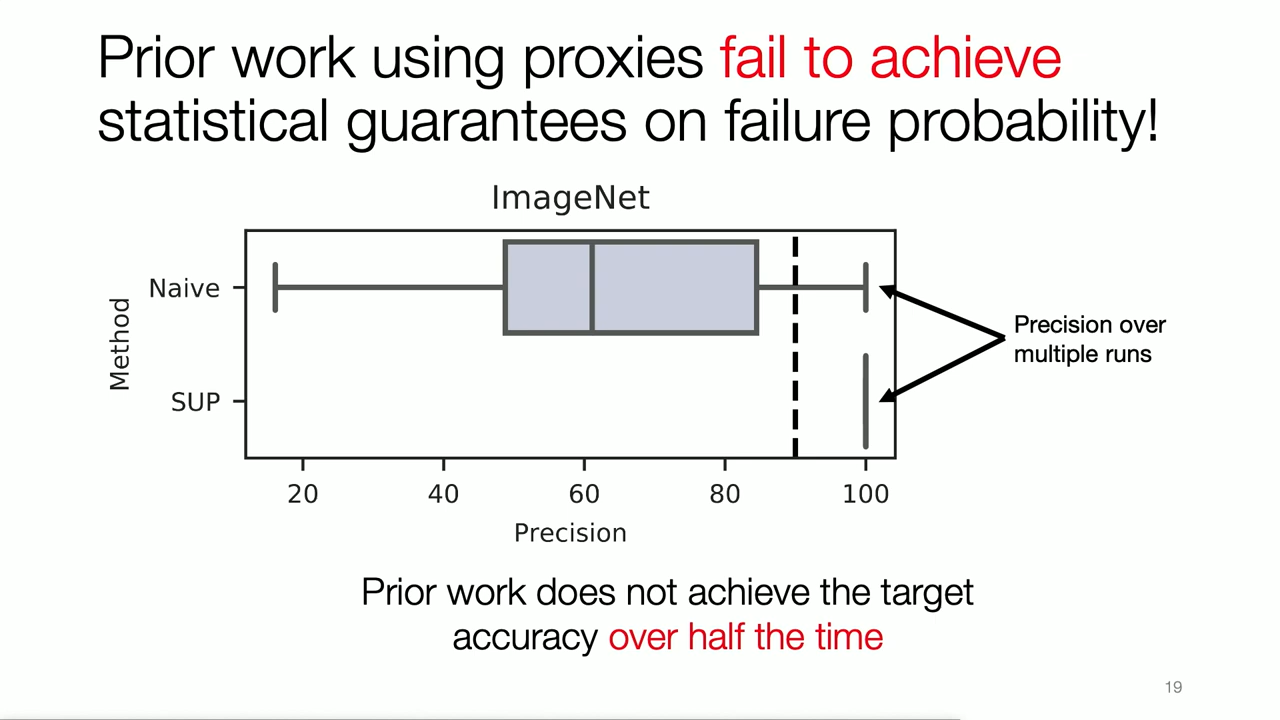 Prior work using proxies fail to achieve
statistical guarantees on failure probability!
ImageNet
Method
Naive
SUP
20 40 60 80 100
Precision
Precision over
multiple runs
Prior work does not achieve the target
accuracy over half the time
19